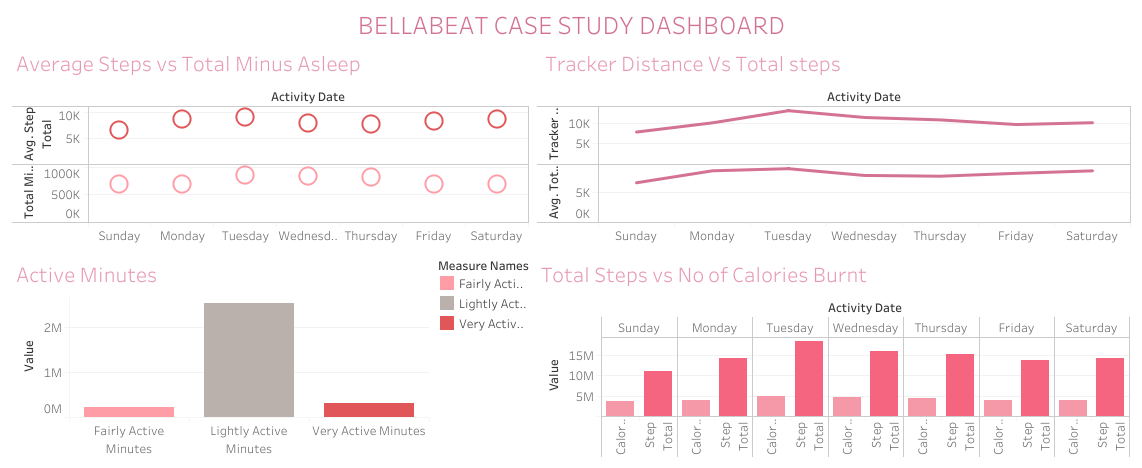 BELLABEAT CASE STUDY DASHBOARD
Average Steps vs Total Minus Asleep
Activity Date
Avg. Step
Total
10K
5K
Total Mi..
1000K
500K
0K
Sunday Monday Tuesday Wednesd.. Thursday Friday Saturday
Tracker Distance Vs Total steps
Activity Date
Tracker ..
10K
5K
Avg. Tot..
5K
0K
Sunday Monday Tuesday Wednesday Thursday Friday Saturday
Active Minutes
Value
2M
1M
0M
Fairly Active
Minutes
Lightly Active
Minutes
Very Active Minutes
Measure Names
Fairly Acti..
Lightly Act..
Very Activ..
Total Steps vs No of Calories Burnt
Activity Date
Sunday Monday Tuesday Wednesday Thursday Friday Saturday
Value
15M
10M
5M
Calor..
Step
Total
Calor..
Step
Total
Calor..
Step
Total
Calor..
Step
Total
Calor..
Step
Total
Calor..
Step
Total
Calor..
Step
Total